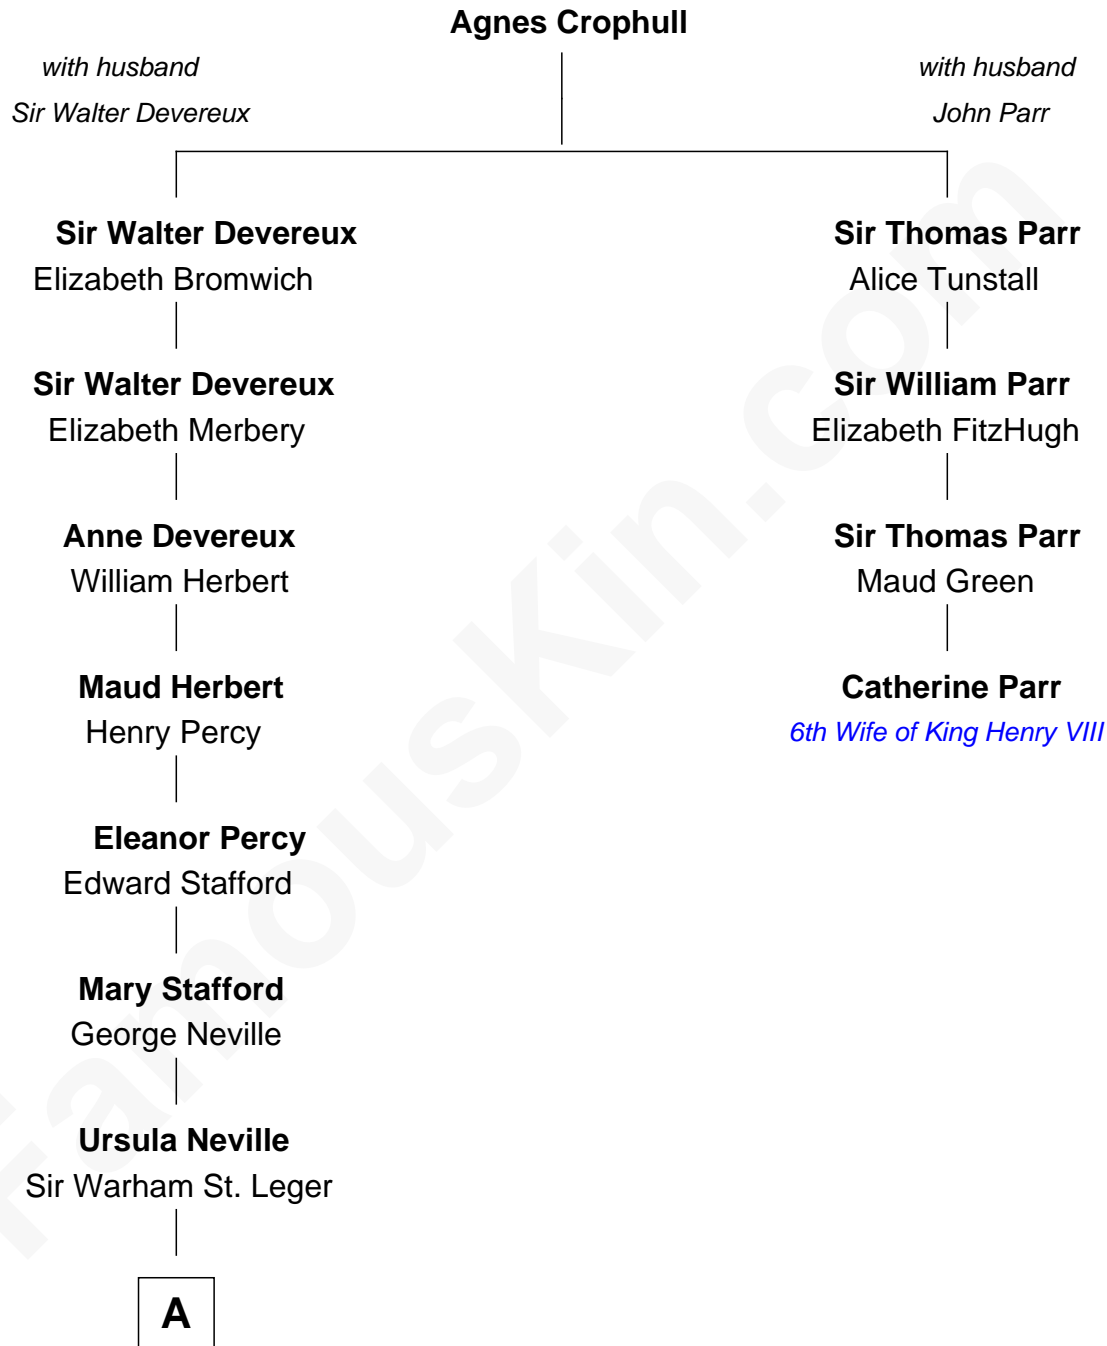 Agnes Crophull
with husband
Sir Walter Devereux
with husband
John Parr
Sir Walter Devereux
Elizabeth Bromwich
Sir Thomas Parr
Alice Tunstall
Sir Walter Devereux
Elizabeth Merbery
Sir William Parr
Elizabeth FitzHugh
Anne Devereux
William Herbert
Sir Thomas Parr
Maud Green
Maud Herbert
Henry Percy
Catherine Parr
6th Wife of King Henry VIII
Eleanor Percy
Edward Stafford
Mary Stafford
George Neville
Ursula Neville
Sir Warham St. Leger
A
FamousKin.com